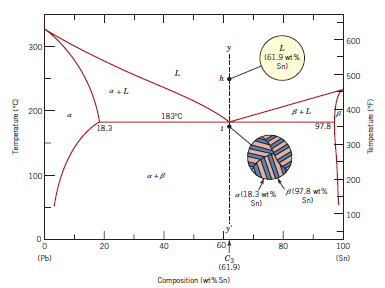 y
L
(61.9 wt%
Sn)
600
300
h
500
L
α + L
400
200
α
183°C
β + L
β
18.3
i
97.8
300
Temperature (°C)
Temperature (°F)
100
α + β
α (18.3 wt%
Sn)
β (97.8 wt%
Sn)
200
100
y′
0
0
20
40
60
80
100
(Pb)
C3
(Sn)
(61.9)
Composition (wt% Sn)